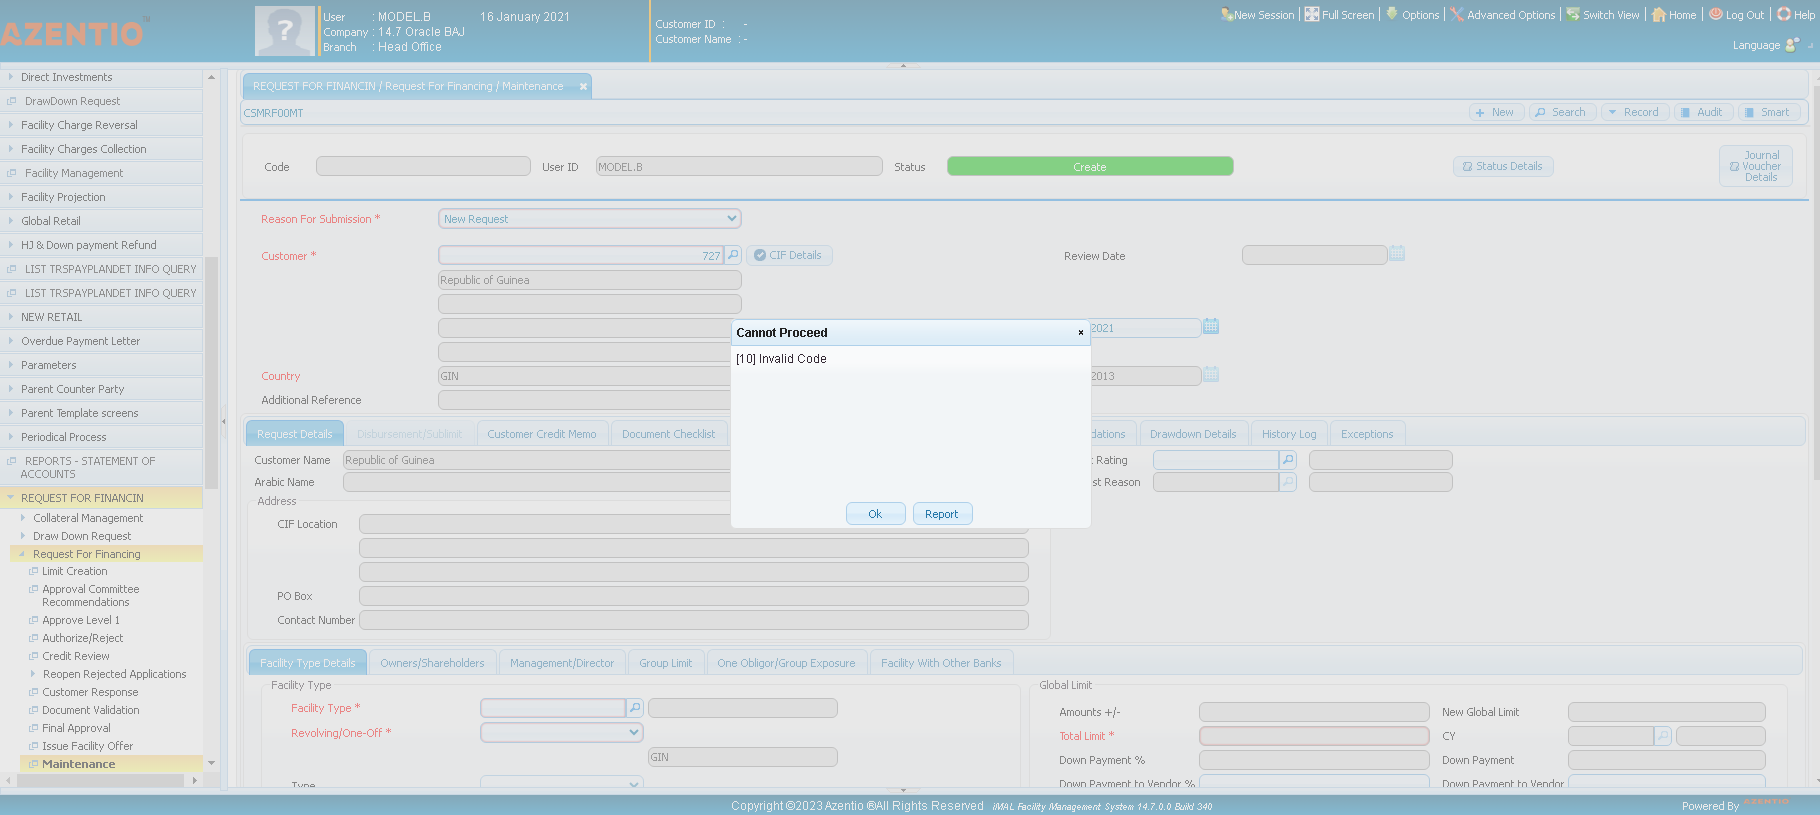 AZENTIO
User : MODEL.B 16 January 2021
Company : 14.7 Oracle BAJ
Branch : Head Office
Customer ID : -
Customer Name : -
New Session Full Screen Options Advanced Options Switch View Home Log Out Help
Language
Direct Investments
DrawDown Request
Facility Charge Reversal
Facility Charges Collection
Facility Management
Facility Projection
Global Retail
HJ & Down payment Refund
LIST TRSPAYPLANDET INFO QUERY
LIST TRSPAYPLANDET INFO QUERY
NEW RETAIL
Overdue Payment Letter
Parameters
Parent Counter Party
Parent Template screens
Periodical Process
REPORTS - STATEMENT OF
ACCOUNTS
REQUEST FOR FINANCIN
Collateral Management
Draw Down Request
Request For Financing
Limit Creation
Approval Committee
Recommendations
Approve Level 1
Authorize/Reject
Credit Review
Reopen Rejected Applications
Customer Response
Document Validation
Final Approval
Issue Facility Offer
Maintenance
REQUEST FOR FINANCIN / Request For Financing / Maintenance
CSMRF00MT
New Search Record Audit Smart
Code User ID MODEL.B Status Create Status Details
Journal
Voucher
Details
Reason For Submission * New Request
Customer * 727 CIF Details Review Date
Republic of Guinea
2021
Country GIN 2013
Additional Reference
Request Details Disbursement/Sublimit Customer Credit Memo Document Checklist dations Drawdown Details History Log Exceptions
Customer Name Republic of Guinea Rating
Arabic Name st Reason
Address
CIF Location
PO Box
Contact Number
Cannot Proceed
[10] Invalid Code
Ok Report
Facility Type Details Owners/Shareholders Management/Director Group Limit One Obligor/Group Exposure Facility With Other Banks
Facility Type
Facility Type *
Revolving/One-Off *
GIN
Type
Global Limit
Amounts +/- New Global Limit
Total Limit * CY
Down Payment % Down Payment
Down Payment to Vendor % Down Payment to Vendor
Copyright ©2023 Azentio ®All Rights Reserved iMAL Facility Management System 14.7.0.0 Build 340
Powered By AZENTIO